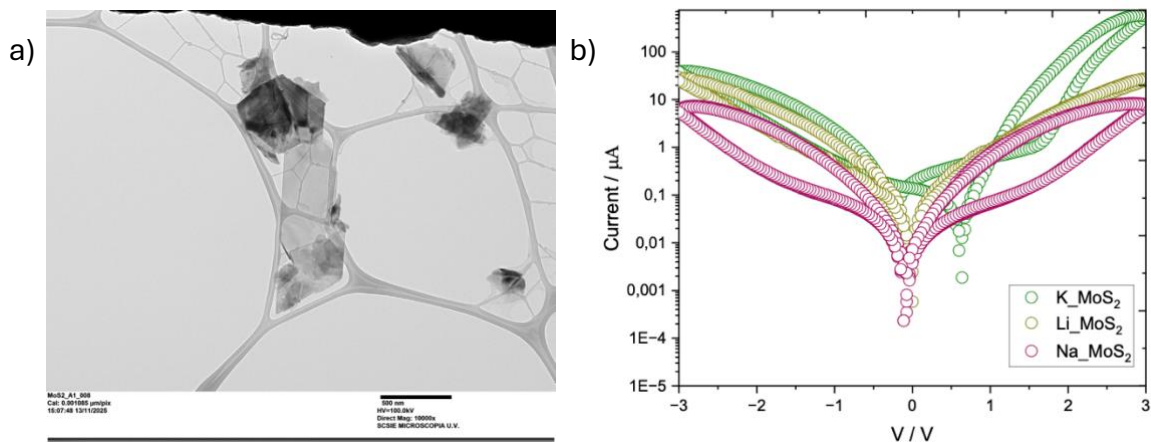 a)
MoS2_A1_008
Cal: 0.001085 µm/pix
15:07:48 13/11/2025
500 nm
HV=100.0kV
Direct Mag: 10000x
SCSIE MICROSCOPIA U.V.
b)
Current / µA
100
10
1
0,1
0,01
0,001
1E-4
1E-5
K_MoS₂
Li_MoS₂
Na_MoS₂
−3 −2 −1 0 1 2 3
V / V